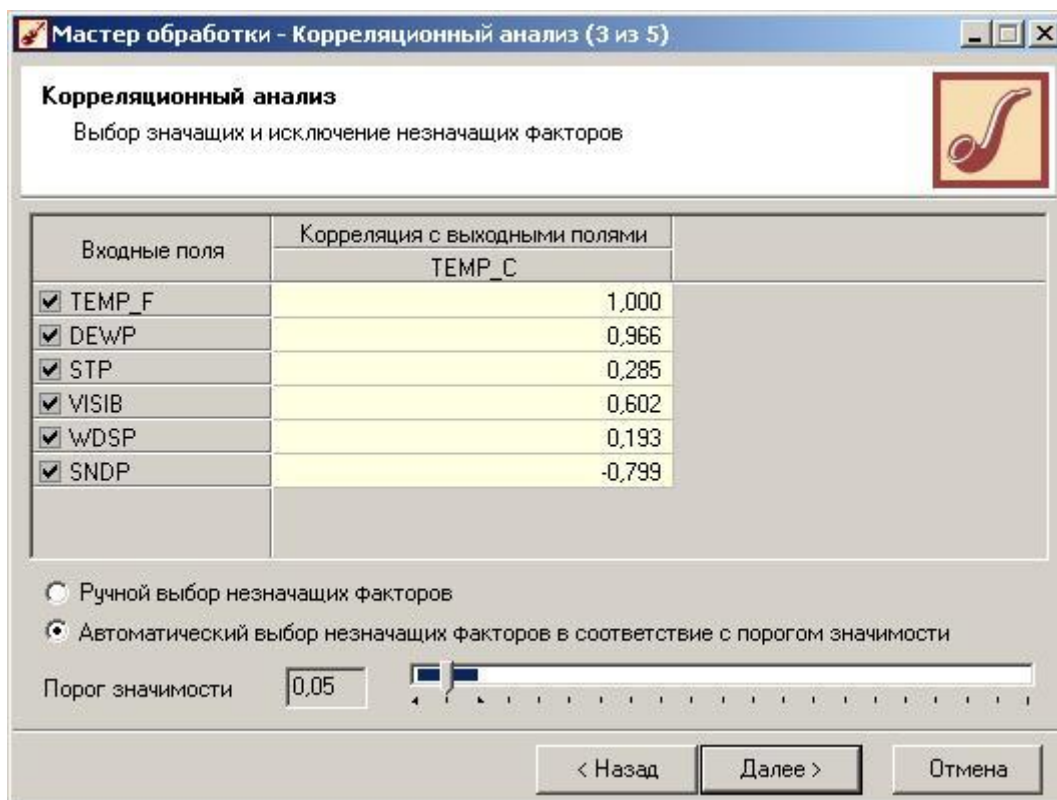 Мастер обработки - Корреляционный анализ (3 из 5)
Корреляционный анализ
Выбор значащих и исключение незначащих факторов
Входные поля
Корреляция с выходными полями
TEMP_C
TEMP_F 1,000
DEWP 0,966
STP 0,285
VISIB 0,602
WDSP 0,193
SNDP -0,799
Ручной выбор незначащих факторов
Автоматический выбор незначащих факторов в соответствие с порогом значимости
Порог значимости 0,05
< Назад Далее > Отмена